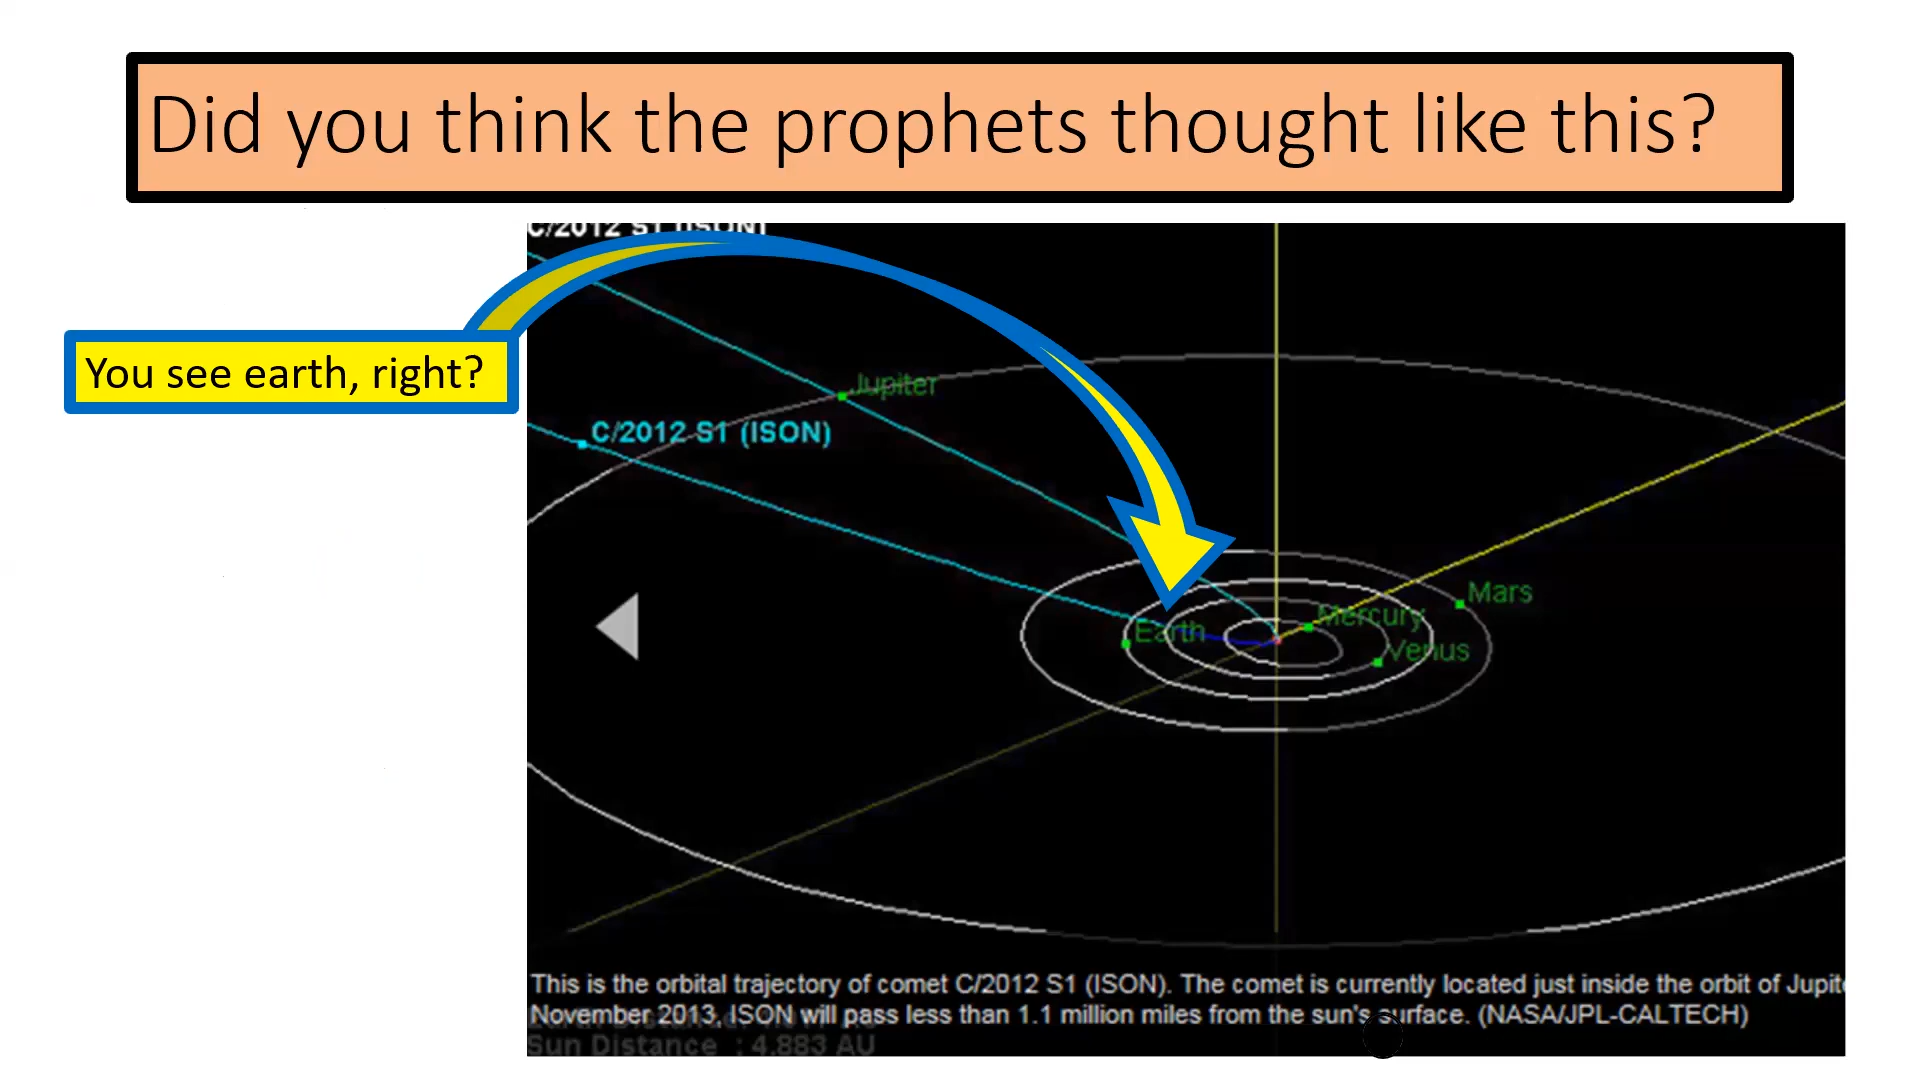 Did you think the prophets thought like this?
C/2012 S1 (ISON)
You see earth, right?
Jupiter
C/2012 S1 (ISON)
Mars
Mercury
Earth
Venus
This is the orbital trajectory of comet C/2012 S1 (ISON). The comet is currently located just inside the orbit of Jupit
November 2013, ISON will pass less than 1.1 million miles from the sun's surface. (NASA/JPL-CALTECH)
Sun Distance : 4.883 AU